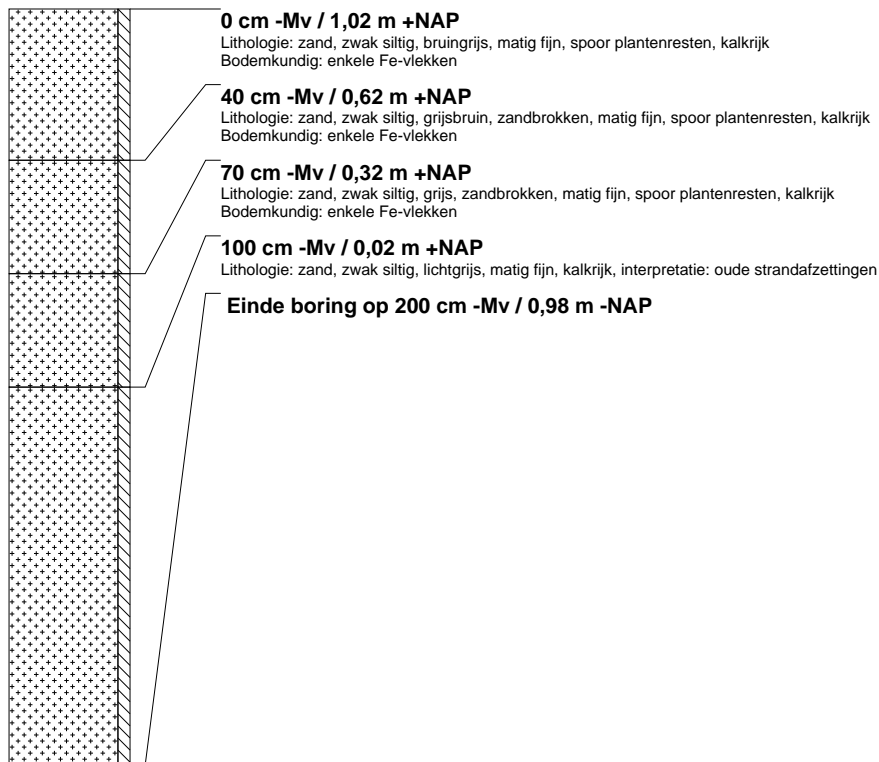 0 cm -Mv / 1,02 m +NAP
Lithologie: zand, zwak siltig, bruingrijs, matig fijn, spoor plantenresten, kalkrijk
Bodemkundig: enkele Fe-vlekken
40 cm -Mv / 0,62 m +NAP
Lithologie: zand, zwak siltig, grijsbruin, zandbrokken, matig fijn, spoor plantenresten, kalkrijk
Bodemkundig: enkele Fe-vlekken
70 cm -Mv / 0,32 m +NAP
Lithologie: zand, zwak siltig, grijs, zandbrokken, matig fijn, spoor plantenresten, kalkrijk
Bodemkundig: enkele Fe-vlekken
100 cm -Mv / 0,02 m +NAP
Lithologie: zand, zwak siltig, lichtgrijs, matig fijn, kalkrijk, interpretatie: oude strandafzettingen
Einde boring op 200 cm -Mv / 0,98 m -NAP